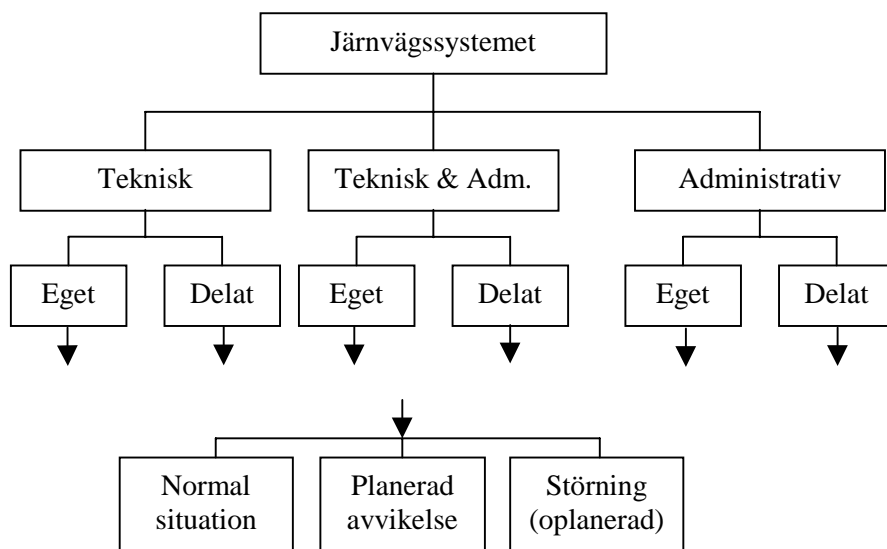 Järnvägssystemet
Teknisk
Teknisk & Adm.
Administrativ
Eget
Delat
Eget
Delat
Eget
Delat
Normal
situation
Planerad
avvikelse
Störning
(oplanerad)